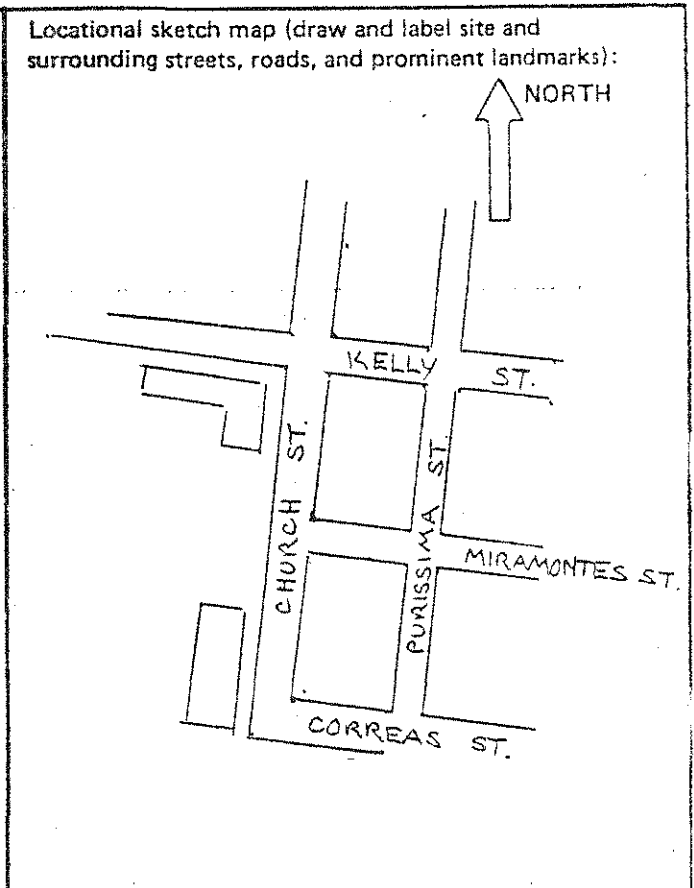 Locational sketch map (draw and label site and
surrounding streets, roads, and prominent landmarks):
NORTH
KELLY ST.
CHURCH ST.
PURISSIMA ST.
MIRAMONTES ST.
CORREAS ST.